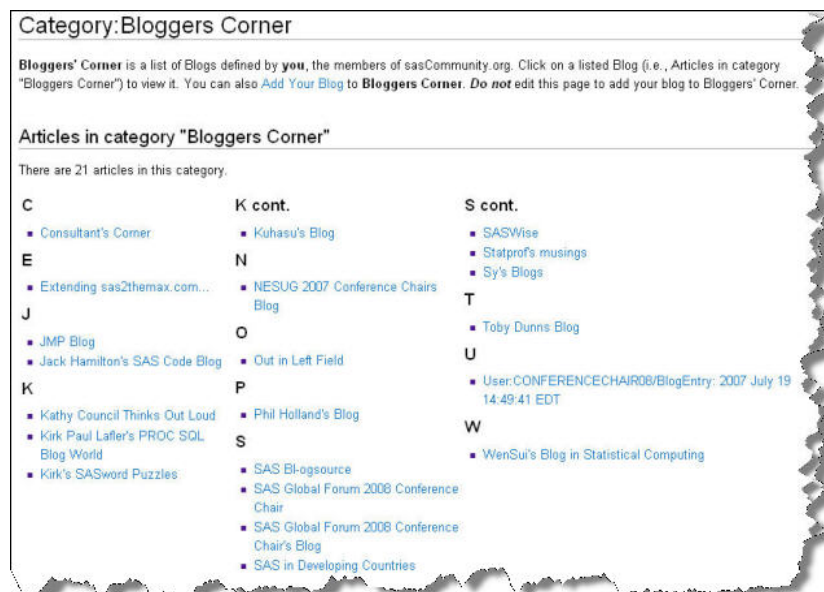 Category:Bloggers Corner
Bloggers' Corner is a list of Blogs defined by you, the members of sasCommunity.org. Click on a listed Blog (i.e., Articles in category
"Bloggers Corner") to view it. You can also Add Your Blog to Bloggers Corner. Do not edit this page to add your blog to Bloggers' Corner.
Articles in category "Bloggers Corner"
There are 21 articles in this category.
C
Consultant's Corner
E
Extending sas2themax.com...
J
JMP Blog
Jack Hamilton's SAS Code Blog
K
Kathy Council Thinks Out Loud
Kirk Paul Lafler's PROC SQL
Blog World
Kirk's SASword Puzzles
K cont.
Kuhasu's Blog
N
NESUG 2007 Conference Chairs
Blog
O
Out in Left Field
P
Phil Holland's Blog
S
SAS Bl-ogsource
SAS Global Forum 2008 Conference
Chair
SAS Global Forum 2008 Conference
Chair's Blog
SAS in Developing Countries
S cont.
SASWise
Statprof's musings
Sy's Blogs
T
Toby Dunns Blog
U
User:CONFERENCECHAIR08/BlogEntry: 2007 July 19
14:49:41 EDT
W
WenSui's Blog in Statistical Computing